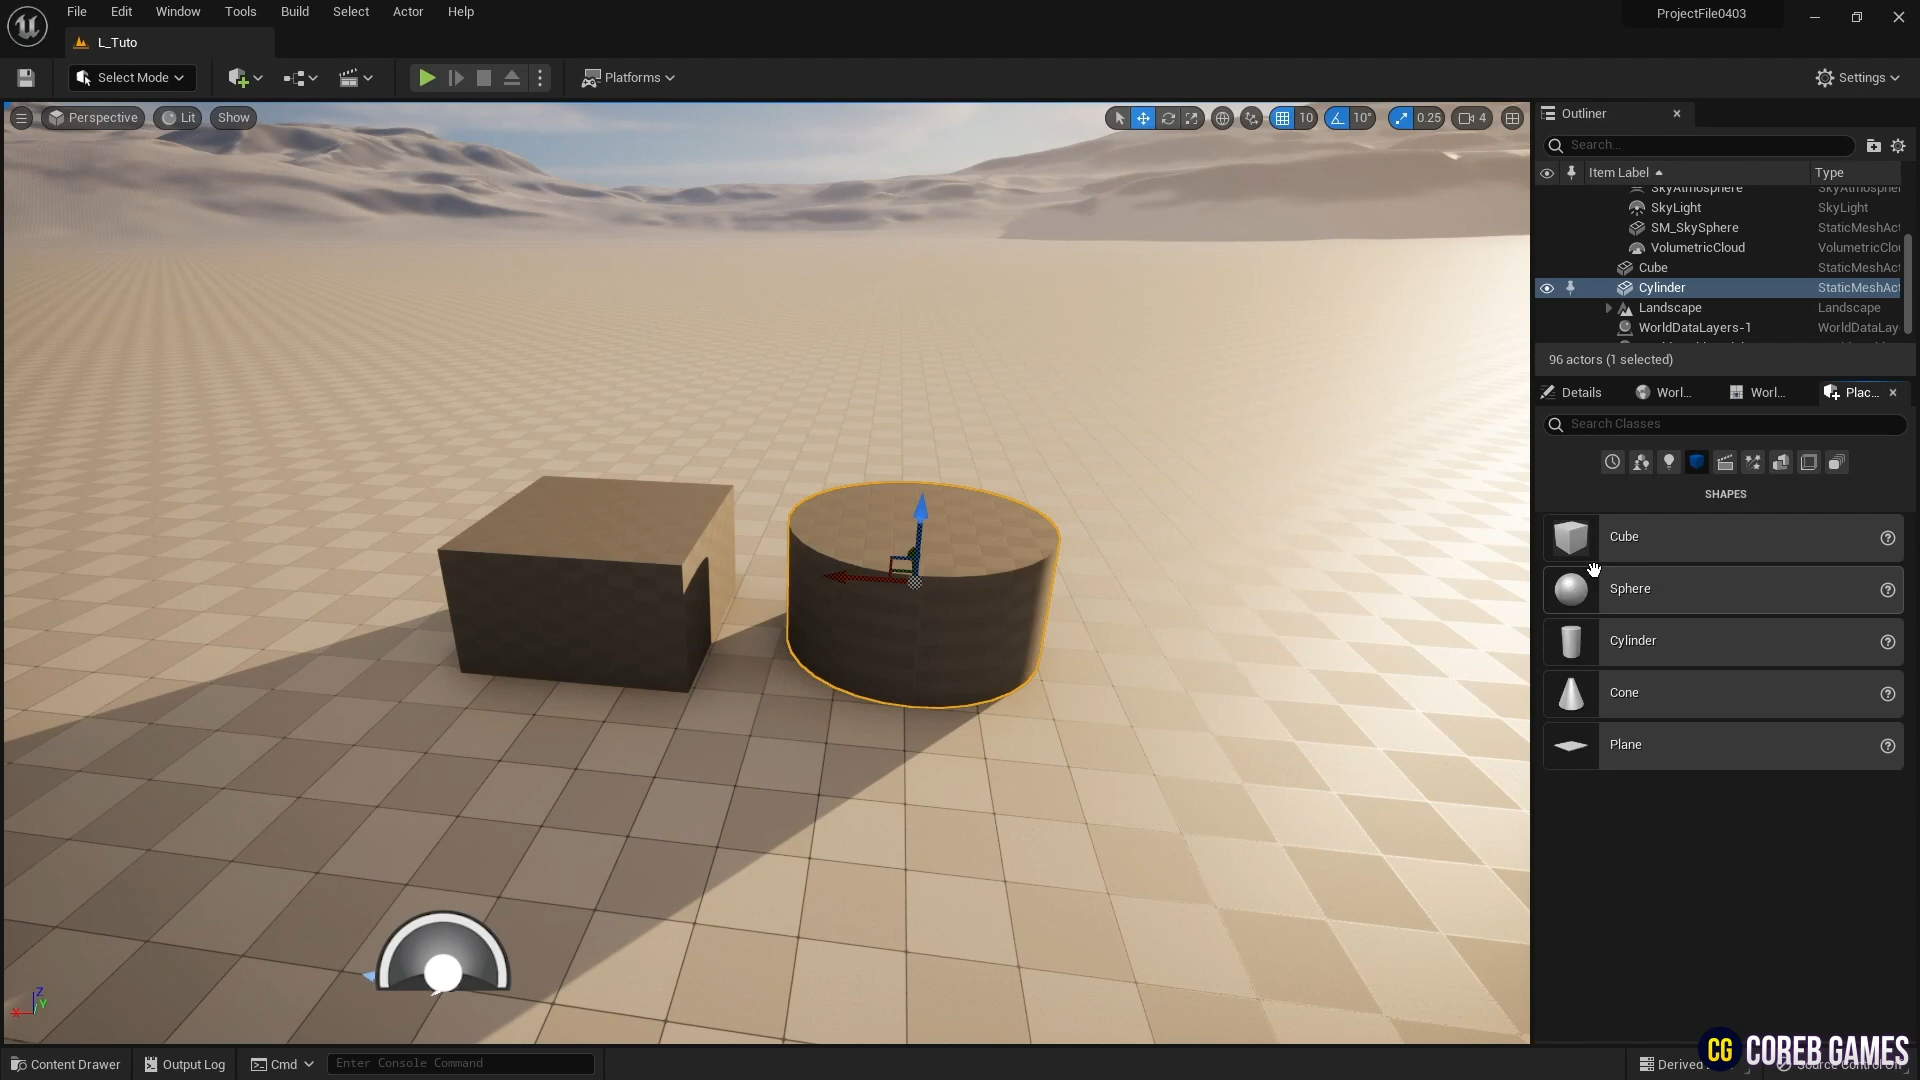 File Edit Window Tools Build Select Actor Help
ProjectFile0403
L_Tuto
Select Mode
Platforms
Settings
Perspective Lit Show
10 10° 0.25 4
Outliner
Search...
Item Label Type
SkyAtmosphere SkyAtmospher
SkyLight SkyLight
SM_SkySphere StaticMeshAct
VolumetricCloud VolumetricClou
Cube StaticMeshAct
Cylinder StaticMeshAct
Landscape Landscape
WorldDataLayers-1 WorldDataLay
96 actors (1 selected)
Details Worl... Worl... Plac...
Search Classes
SHAPES
Cube
Sphere
Cylinder
Cone
Plane
Z
Y
X
Content Drawer Output Log Cmd Enter Console Command
Derived
CG COREB GAMES